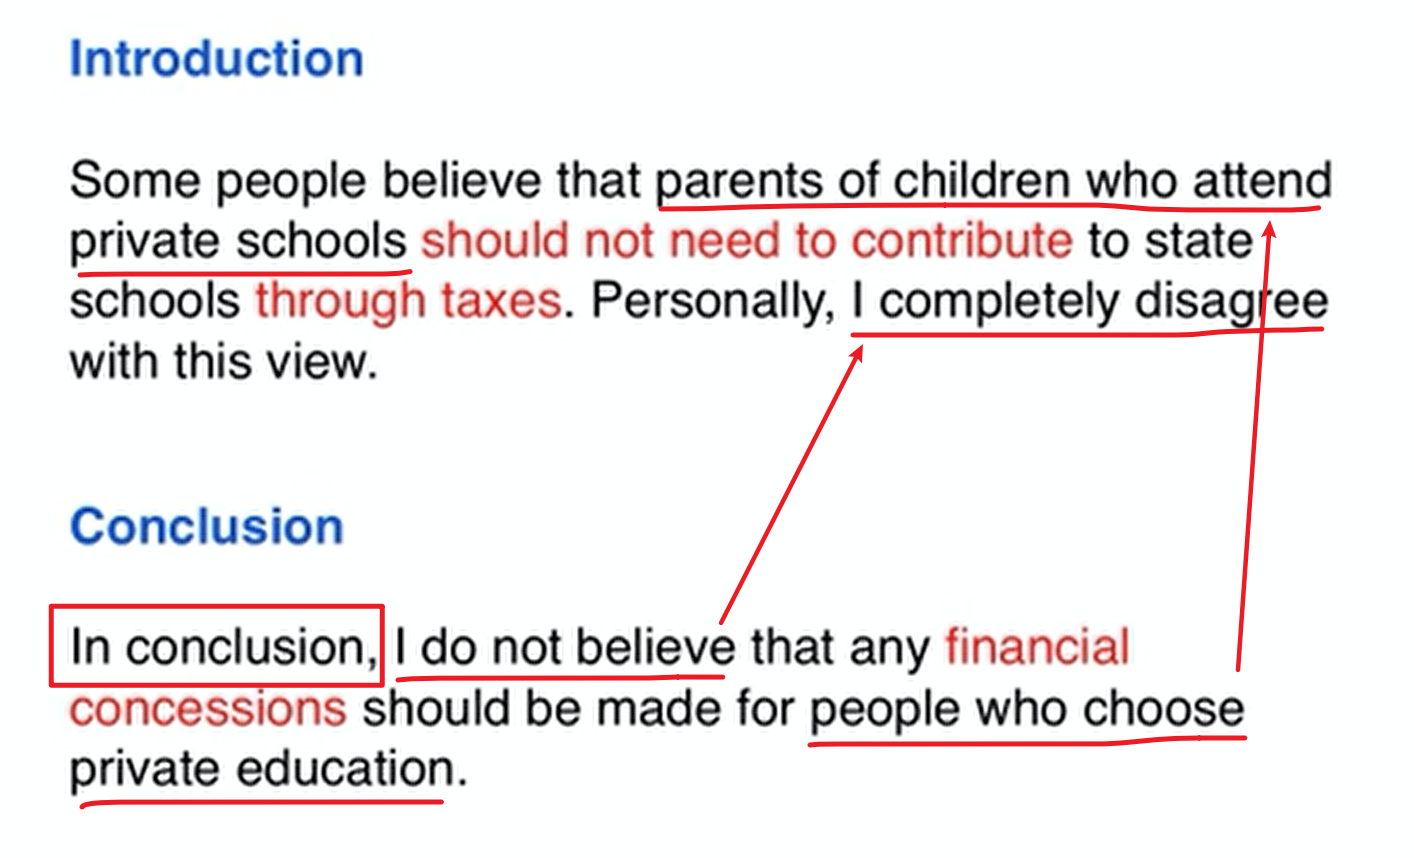 Introduction
Some people believe that parents of children who attend
private schools should not need to contribute to state
schools through taxes. Personally, I completely disagree
with this view.
Conclusion
In conclusion, I do not believe that any financial
concessions should be made for people who choose
private education.